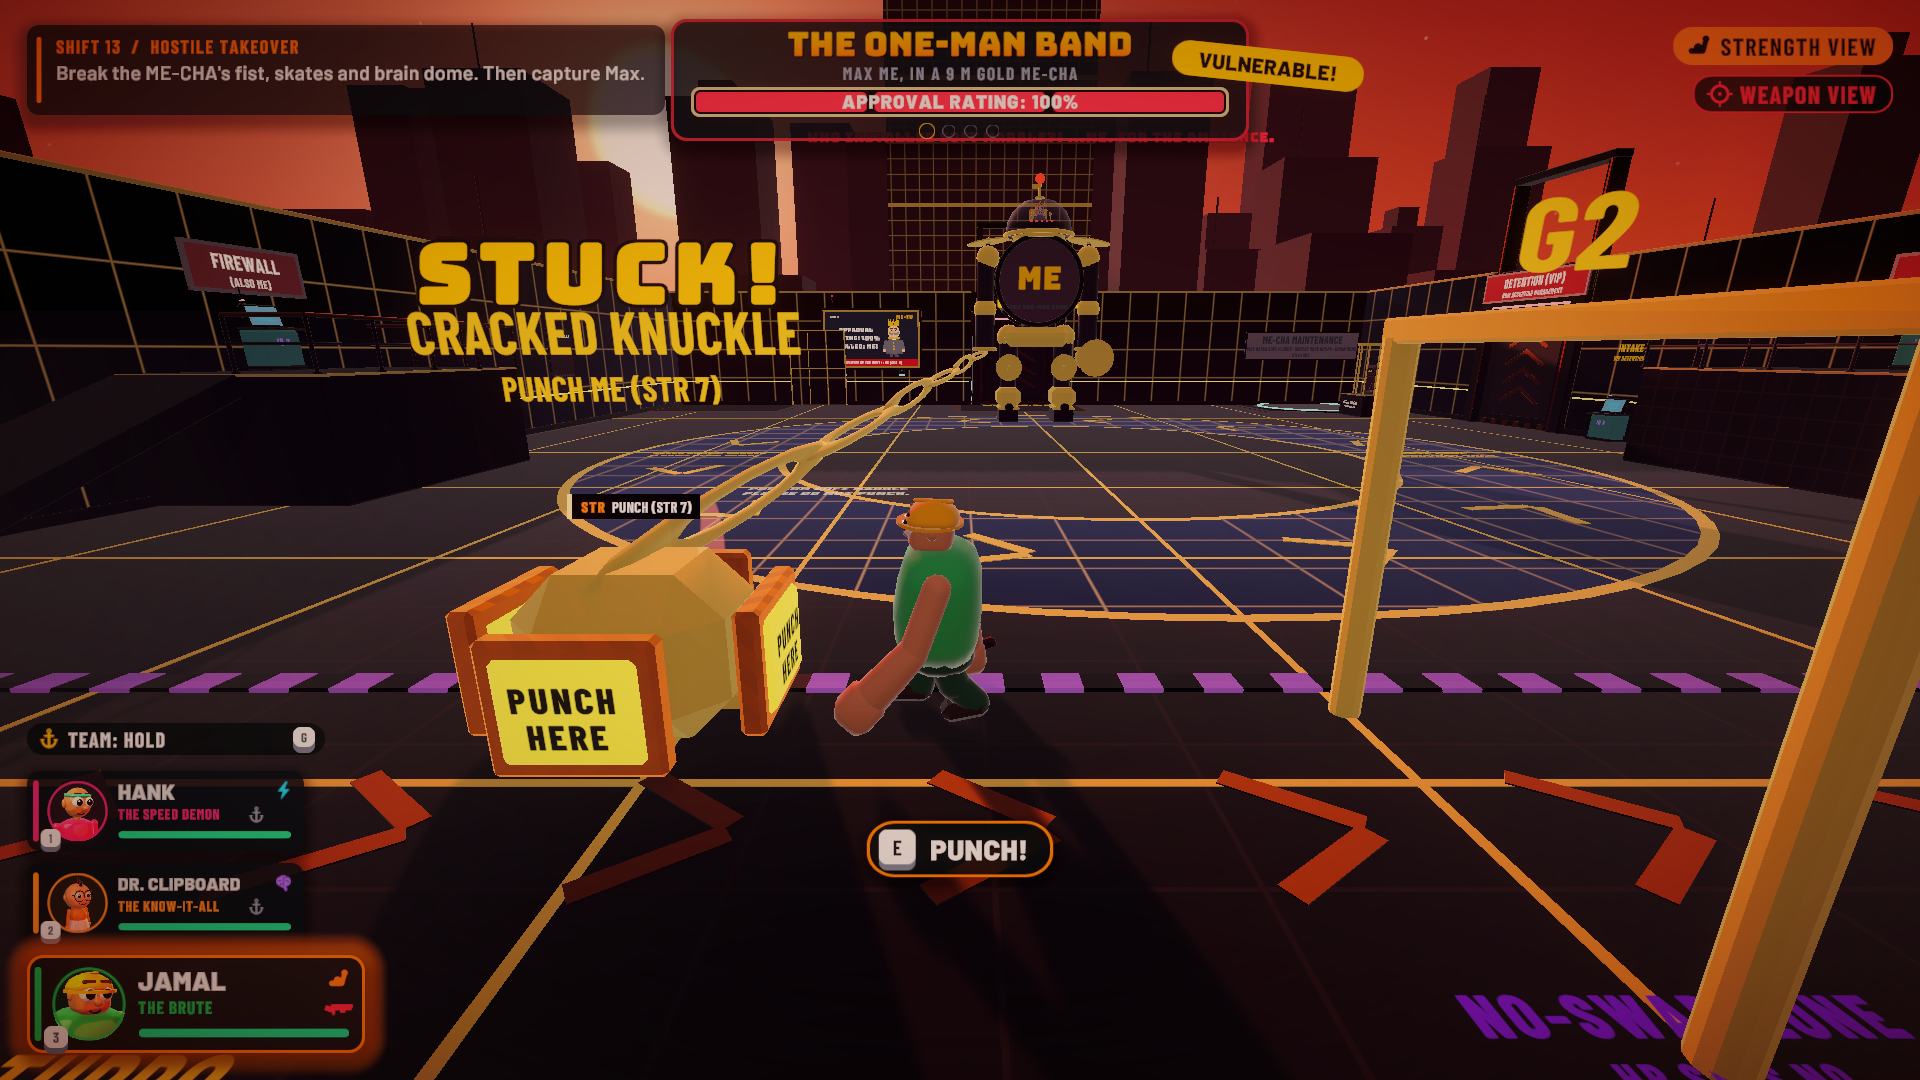 SHIFT 13 / HOSTILE TAKEOVER
Break the ME-CHA's fist, skates and brain dome. Then capture Max.
THE ONE-MAN BAND
MAX ME, IN A 9 M GOLD ME-CHA
APPROVAL RATING: 100%
VULNERABLE!
STRENGTH VIEW
WEAPON VIEW
FIREWALL
(ALSO ME)
STUCK!
CRACKED KNUCKLE
PUNCH ME (STR 7)
ME
G2
DETENTION (VIP)
ME-CHA MAINTENANCE
INTAKE
STR PUNCH (STR 7)
PUNCH
HERE
PUNCH
HERE
TEAM: HOLD
G
HANK
THE SPEED DEMON
1
DR. CLIPBOARD
THE KNOW-IT-ALL
2
JAMAL
THE BRUTE
3
E PUNCH!
TURBO